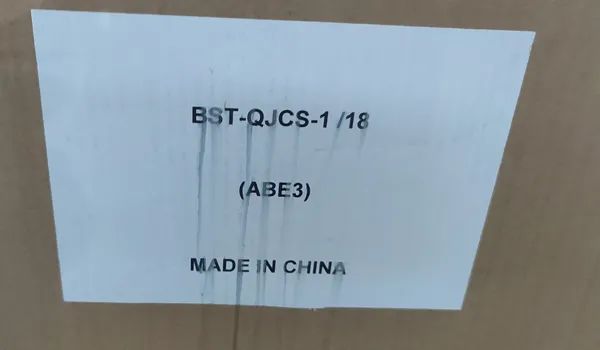 BST-QJCS-1 /18
(ABE3)
MADE IN CHINA